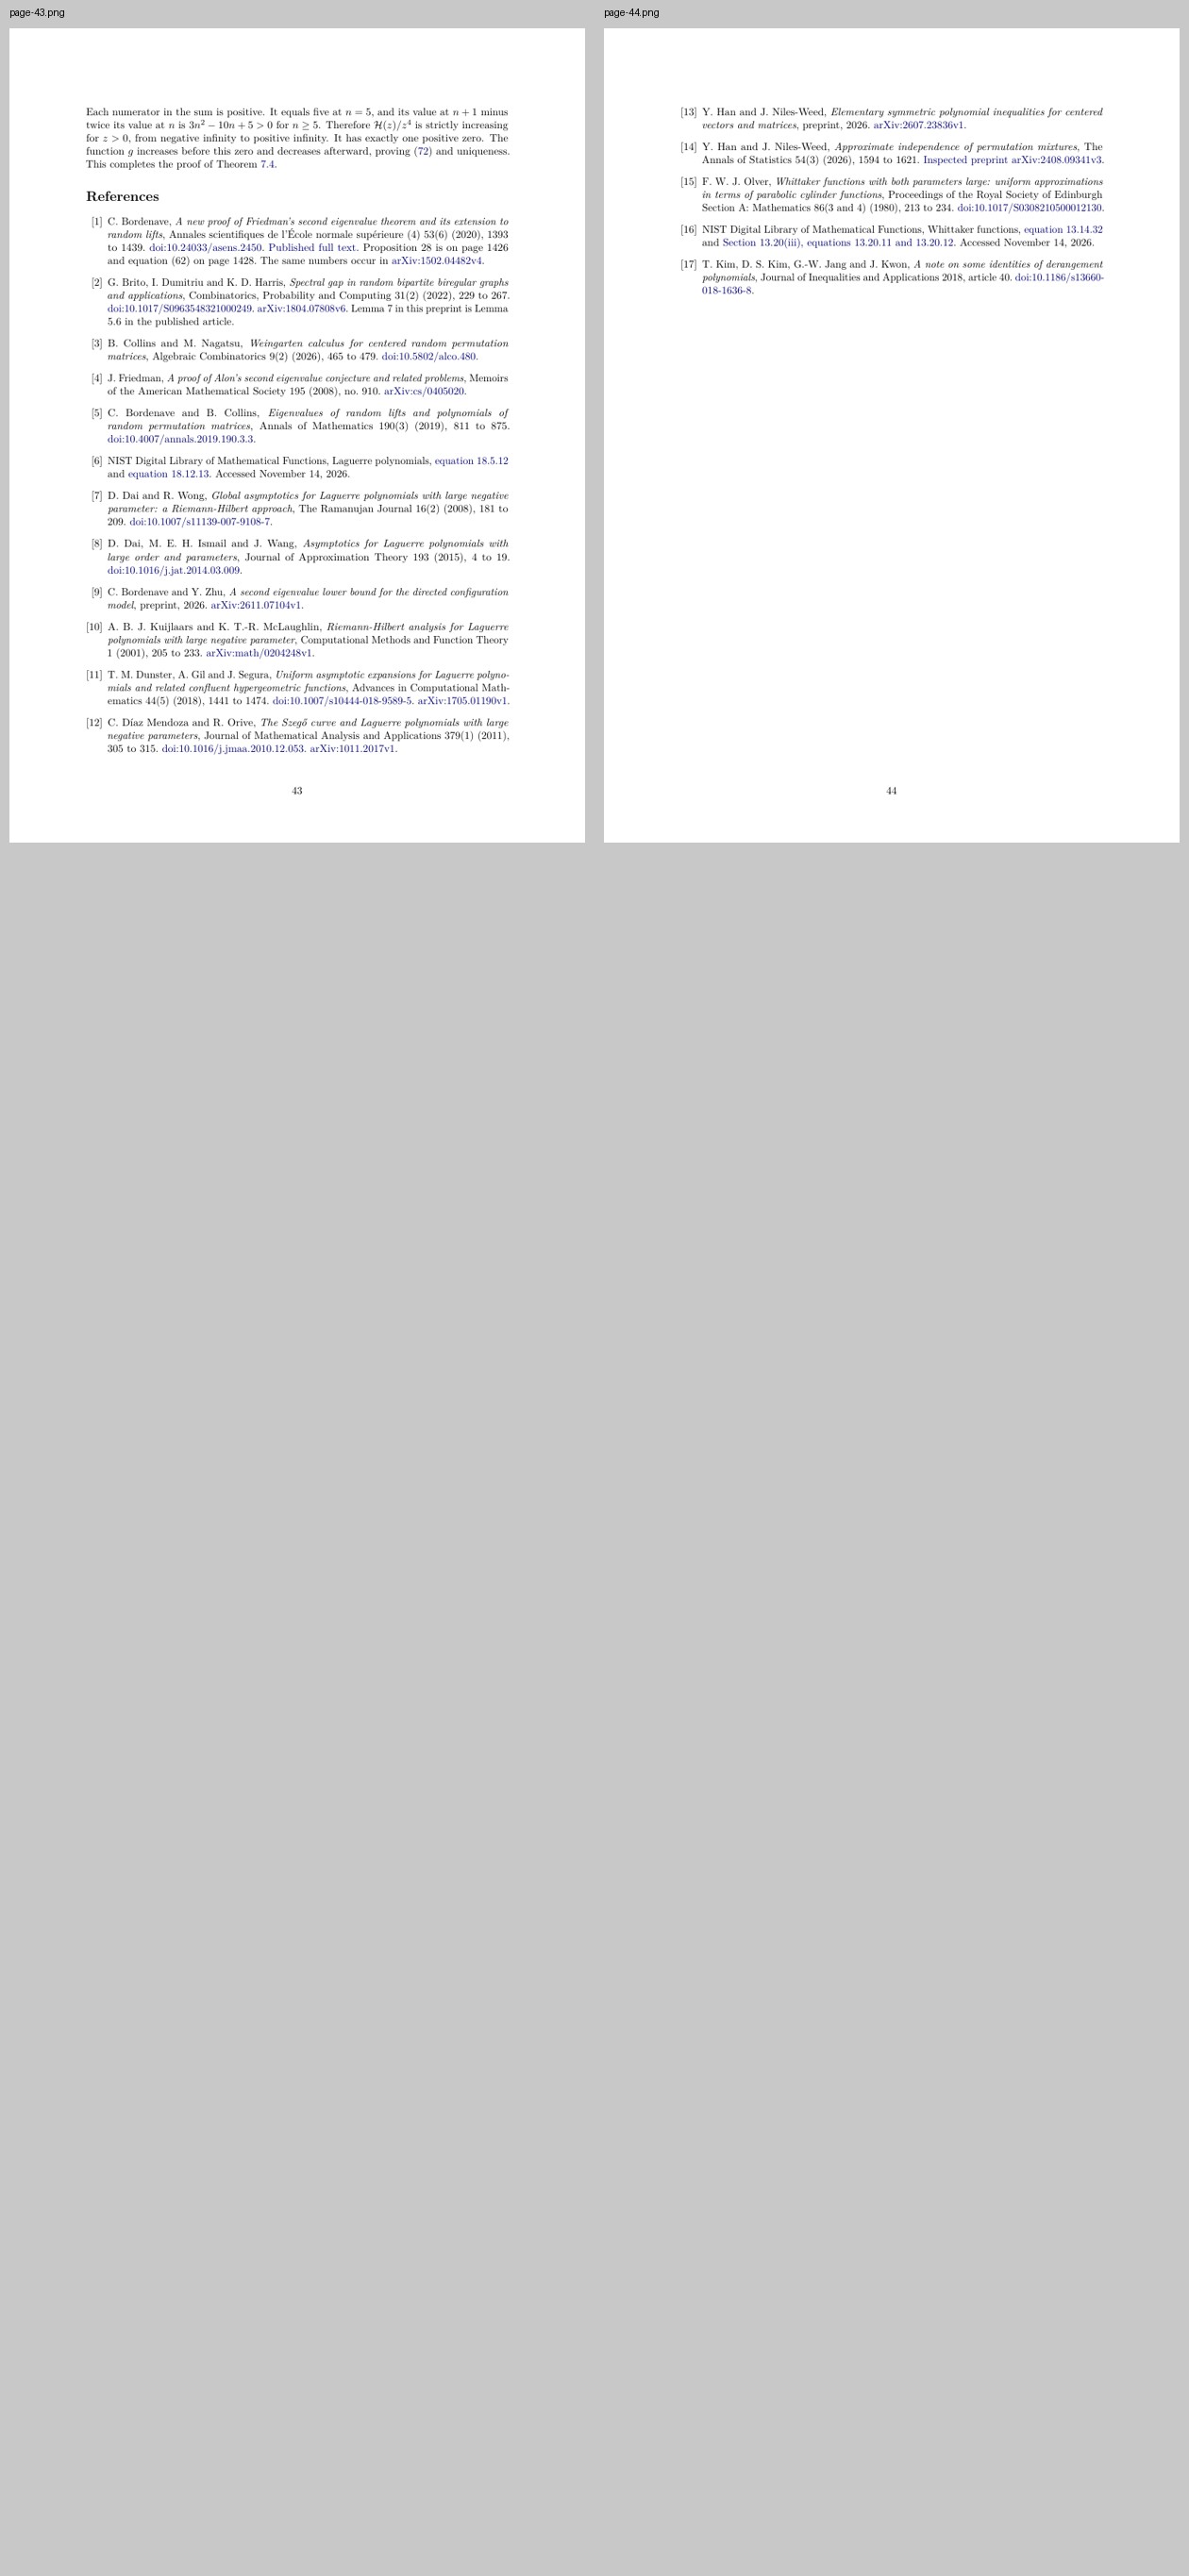 page-43.png
Each numerator in the sum is positive. It equals five at n = 5, and its value at n + 1 minus
twice its value at n is 3n² − 10n + 5 > 0 for n ≥ 5. Therefore ℋ(z)/z⁴ is strictly increasing
for z > 0, from negative infinity to positive infinity. It has exactly one positive zero. The
function g increases before this zero and decreases afterward, proving (72) and uniqueness.
This completes the proof of Theorem 7.4.
References
[1] C. Bordenave, A new proof of Friedman's second eigenvalue theorem and its extension to
random lifts, Annales scientifiques de l'École normale supérieure (4) 53(6) (2020), 1393
to 1439. doi:10.24033/asens.2450. Published full text. Proposition 28 is on page 1426
and equation (62) on page 1428. The same numbers occur in arXiv:1502.04482v4.
[2] G. Brito, I. Dumitriu and K. D. Harris, Spectral gap in random bipartite biregular graphs
and applications, Combinatorics, Probability and Computing 31(2) (2022), 229 to 267.
doi:10.1017/S0963548321000249. arXiv:1804.07808v6. Lemma 7 in this preprint is Lemma
5.6 in the published article.
[3] B. Collins and M. Nagatsu, Weingarten calculus for centered random permutation
matrices, Algebraic Combinatorics 9(2) (2026), 465 to 479. doi:10.5802/alco.480.
[4] J. Friedman, A proof of Alon's second eigenvalue conjecture and related problems, Memoirs
of the American Mathematical Society 195 (2008), no. 910. arXiv:cs/0405020.
[5] C. Bordenave and B. Collins, Eigenvalues of random lifts and polynomials of
random permutation matrices, Annals of Mathematics 190(3) (2019), 811 to 875.
doi:10.4007/annals.2019.190.3.3.
[6] NIST Digital Library of Mathematical Functions, Laguerre polynomials, equation 18.5.12
and equation 18.12.13. Accessed November 14, 2026.
[7] D. Dai and R. Wong, Global asymptotics for Laguerre polynomials with large negative
parameter: a Riemann-Hilbert approach, The Ramanujan Journal 16(2) (2008), 181 to
209. doi:10.1007/s11139-007-9108-7.
[8] D. Dai, M. E. H. Ismail and J. Wang, Asymptotics for Laguerre polynomials with
large order and parameters, Journal of Approximation Theory 193 (2015), 4 to 19.
doi:10.1016/j.jat.2014.03.009.
[9] C. Bordenave and Y. Zhu, A second eigenvalue lower bound for the directed configuration
model, preprint, 2026. arXiv:2611.07104v1.
[10] A. B. J. Kuijlaars and K. T.-R. McLaughlin, Riemann-Hilbert analysis for Laguerre
polynomials with large negative parameter, Computational Methods and Function Theory
1 (2001), 205 to 233. arXiv:math/0204248v1.
[11] T. M. Dunster, A. Gil and J. Segura, Uniform asymptotic expansions for Laguerre polyno-
mials and related confluent hypergeometric functions, Advances in Computational Math-
ematics 44(5) (2018), 1441 to 1474. doi:10.1007/s10444-018-9589-5. arXiv:1705.01190v1.
[12] C. Díaz Mendoza and R. Orive, The Szegő curve and Laguerre polynomials with large
negative parameters, Journal of Mathematical Analysis and Applications 379(1) (2011),
305 to 315. doi:10.1016/j.jmaa.2010.12.053. arXiv:1011.2017v1.
43
page-44.png
[13] Y. Han and J. Niles-Weed, Elementary symmetric polynomial inequalities for centered
vectors and matrices, preprint, 2026. arXiv:2607.23836v1.
[14] Y. Han and J. Niles-Weed, Approximate independence of permutation mixtures, The
Annals of Statistics 54(3) (2026), 1594 to 1621. Inspected preprint arXiv:2408.09341v3.
[15] F. W. J. Olver, Whittaker functions with both parameters large: uniform approximations
in terms of parabolic cylinder functions, Proceedings of the Royal Society of Edinburgh
Section A: Mathematics 86(3 and 4) (1980), 213 to 234. doi:10.1017/S0308210500012130.
[16] NIST Digital Library of Mathematical Functions, Whittaker functions, equation 13.14.32
and Section 13.20(iii), equations 13.20.11 and 13.20.12. Accessed November 14, 2026.
[17] T. Kim, D. S. Kim, G.-W. Jang and J. Kwon, A note on some identities of derangement
polynomials, Journal of Inequalities and Applications 2018, article 40. doi:10.1186/s13660-
018-1636-8.
44